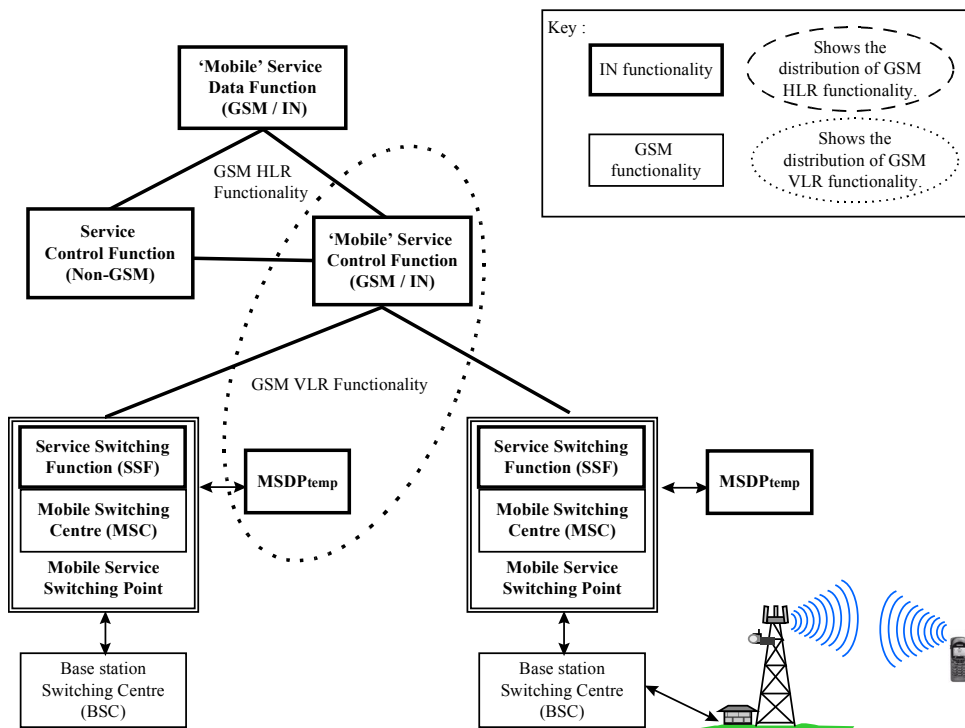 Key :
IN functionality
Shows the
distribution of GSM
HLR functionality.
GSM
functionality
Shows the
distribution of GSM
VLR functionality.
‘Mobile’ Service
Data Function
(GSM / IN)
GSM HLR
Functionality
Service
Control Function
(Non-GSM)
‘Mobile’ Service
Control Function
(GSM / IN)
GSM VLR Functionality
Service Switching
Function (SSF)
Mobile Switching
Centre (MSC)
Mobile Service
Switching Point
MSDPtemp
Service Switching
Function (SSF)
Mobile Switching
Centre (MSC)
Mobile Service
Switching Point
MSDPtemp
Base station
Switching Centre
(BSC)
Base station
Switching Centre
(BSC)